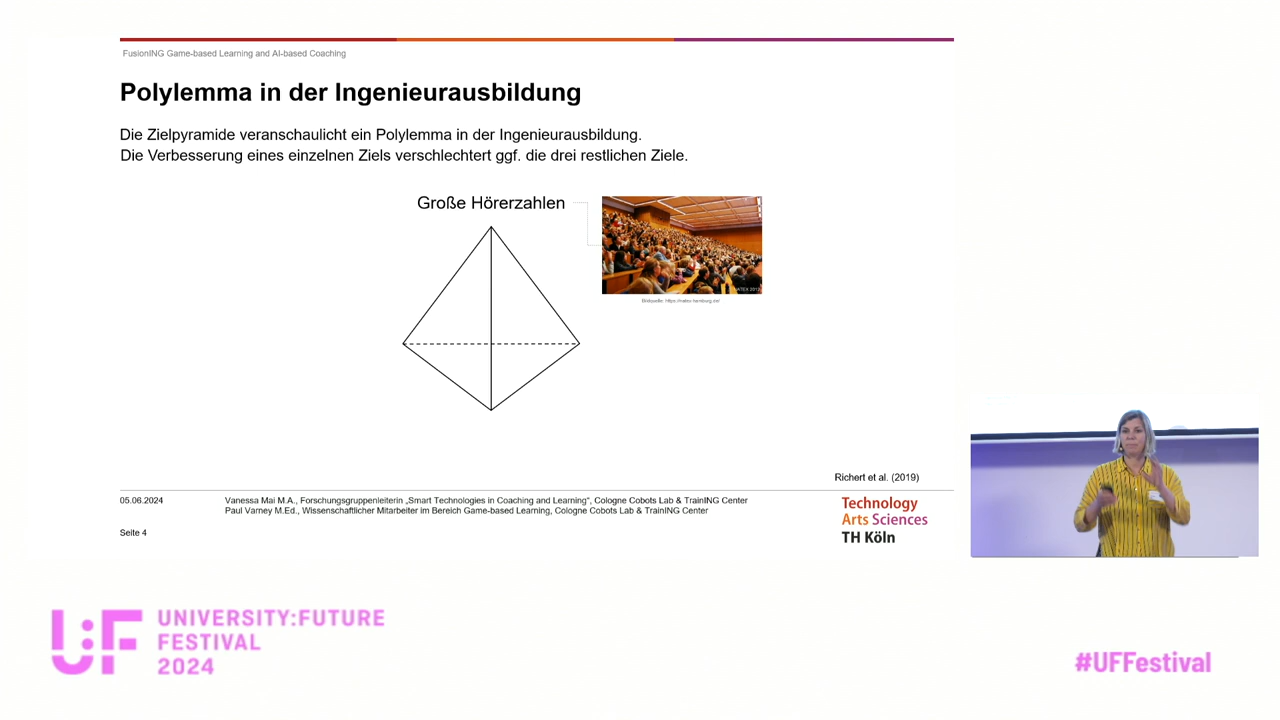 FusionING Game-based Learning and AI-based Coaching
Polylemma in der Ingenieurausbildung
Die Zielpyramide veranschaulicht ein Polylemma in der Ingenieurausbildung.
Die Verbesserung eines einzelnen Ziels verschlechtert ggf. die drei restlichen Ziele.
Große Hörerzahlen
Richert et al. (2019)
05.06.2024
Vanessa Mai M.A., Forschungsgruppenleiterin „Smart Technologies in Coaching and Learning“, Cologne Cobots Lab & TrainING Center
Paul Varney M.Ed., Wissenschaftlicher Mitarbeiter im Bereich Game-based Learning, Cologne Cobots Lab & TrainING Center
Seite 4
Technology
Arts Sciences
TH Köln
U:F
UNIVERSITY:FUTURE
FESTIVAL
2024
#UFFestival